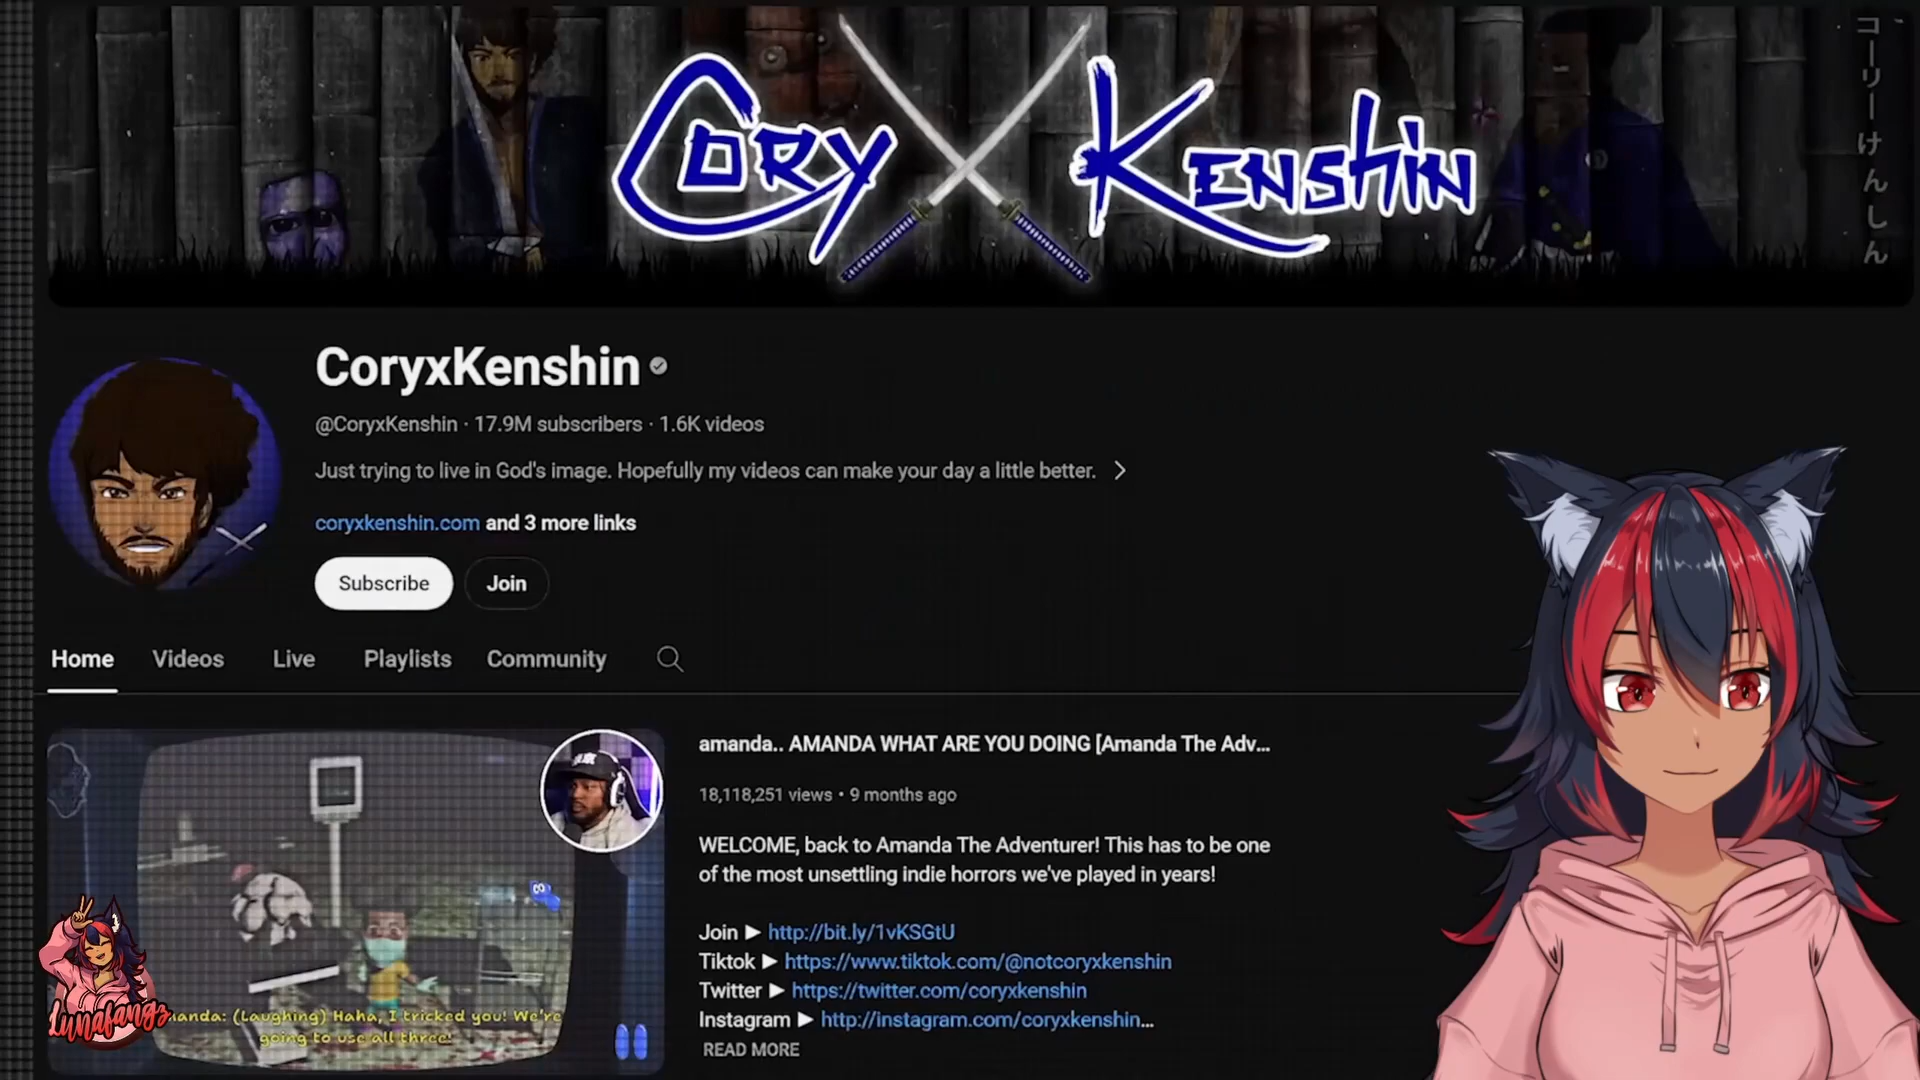 CORY KENSHIN
コーリーけんしん
CoryxKenshin
@CoryxKenshin · 17.9M subscribers · 1.6K videos
Just trying to live in God's image. Hopefully my videos can make your day a little better.
coryxkenshin.com and 3 more links
Subscribe Join
Home Videos Live Playlists Community
amanda.. AMANDA WHAT ARE YOU DOING [Amanda The Adv...
18,118,251 views • 9 months ago
WELCOME, back to Amanda The Adventurer! This has to be one
of the most unsettling indie horrors we've played in years!
Join ► http://bit.ly/1vKSGtU
Tiktok ► https://www.tiktok.com/@notcoryxkenshin
Twitter ► https://twitter.com/coryxkenshin
Instagram ► http://instagram.com/coryxkenshin...
READ MORE
anda: (Laughing) Haha, I tricked you! We're
going to use all three!
Lunafangz